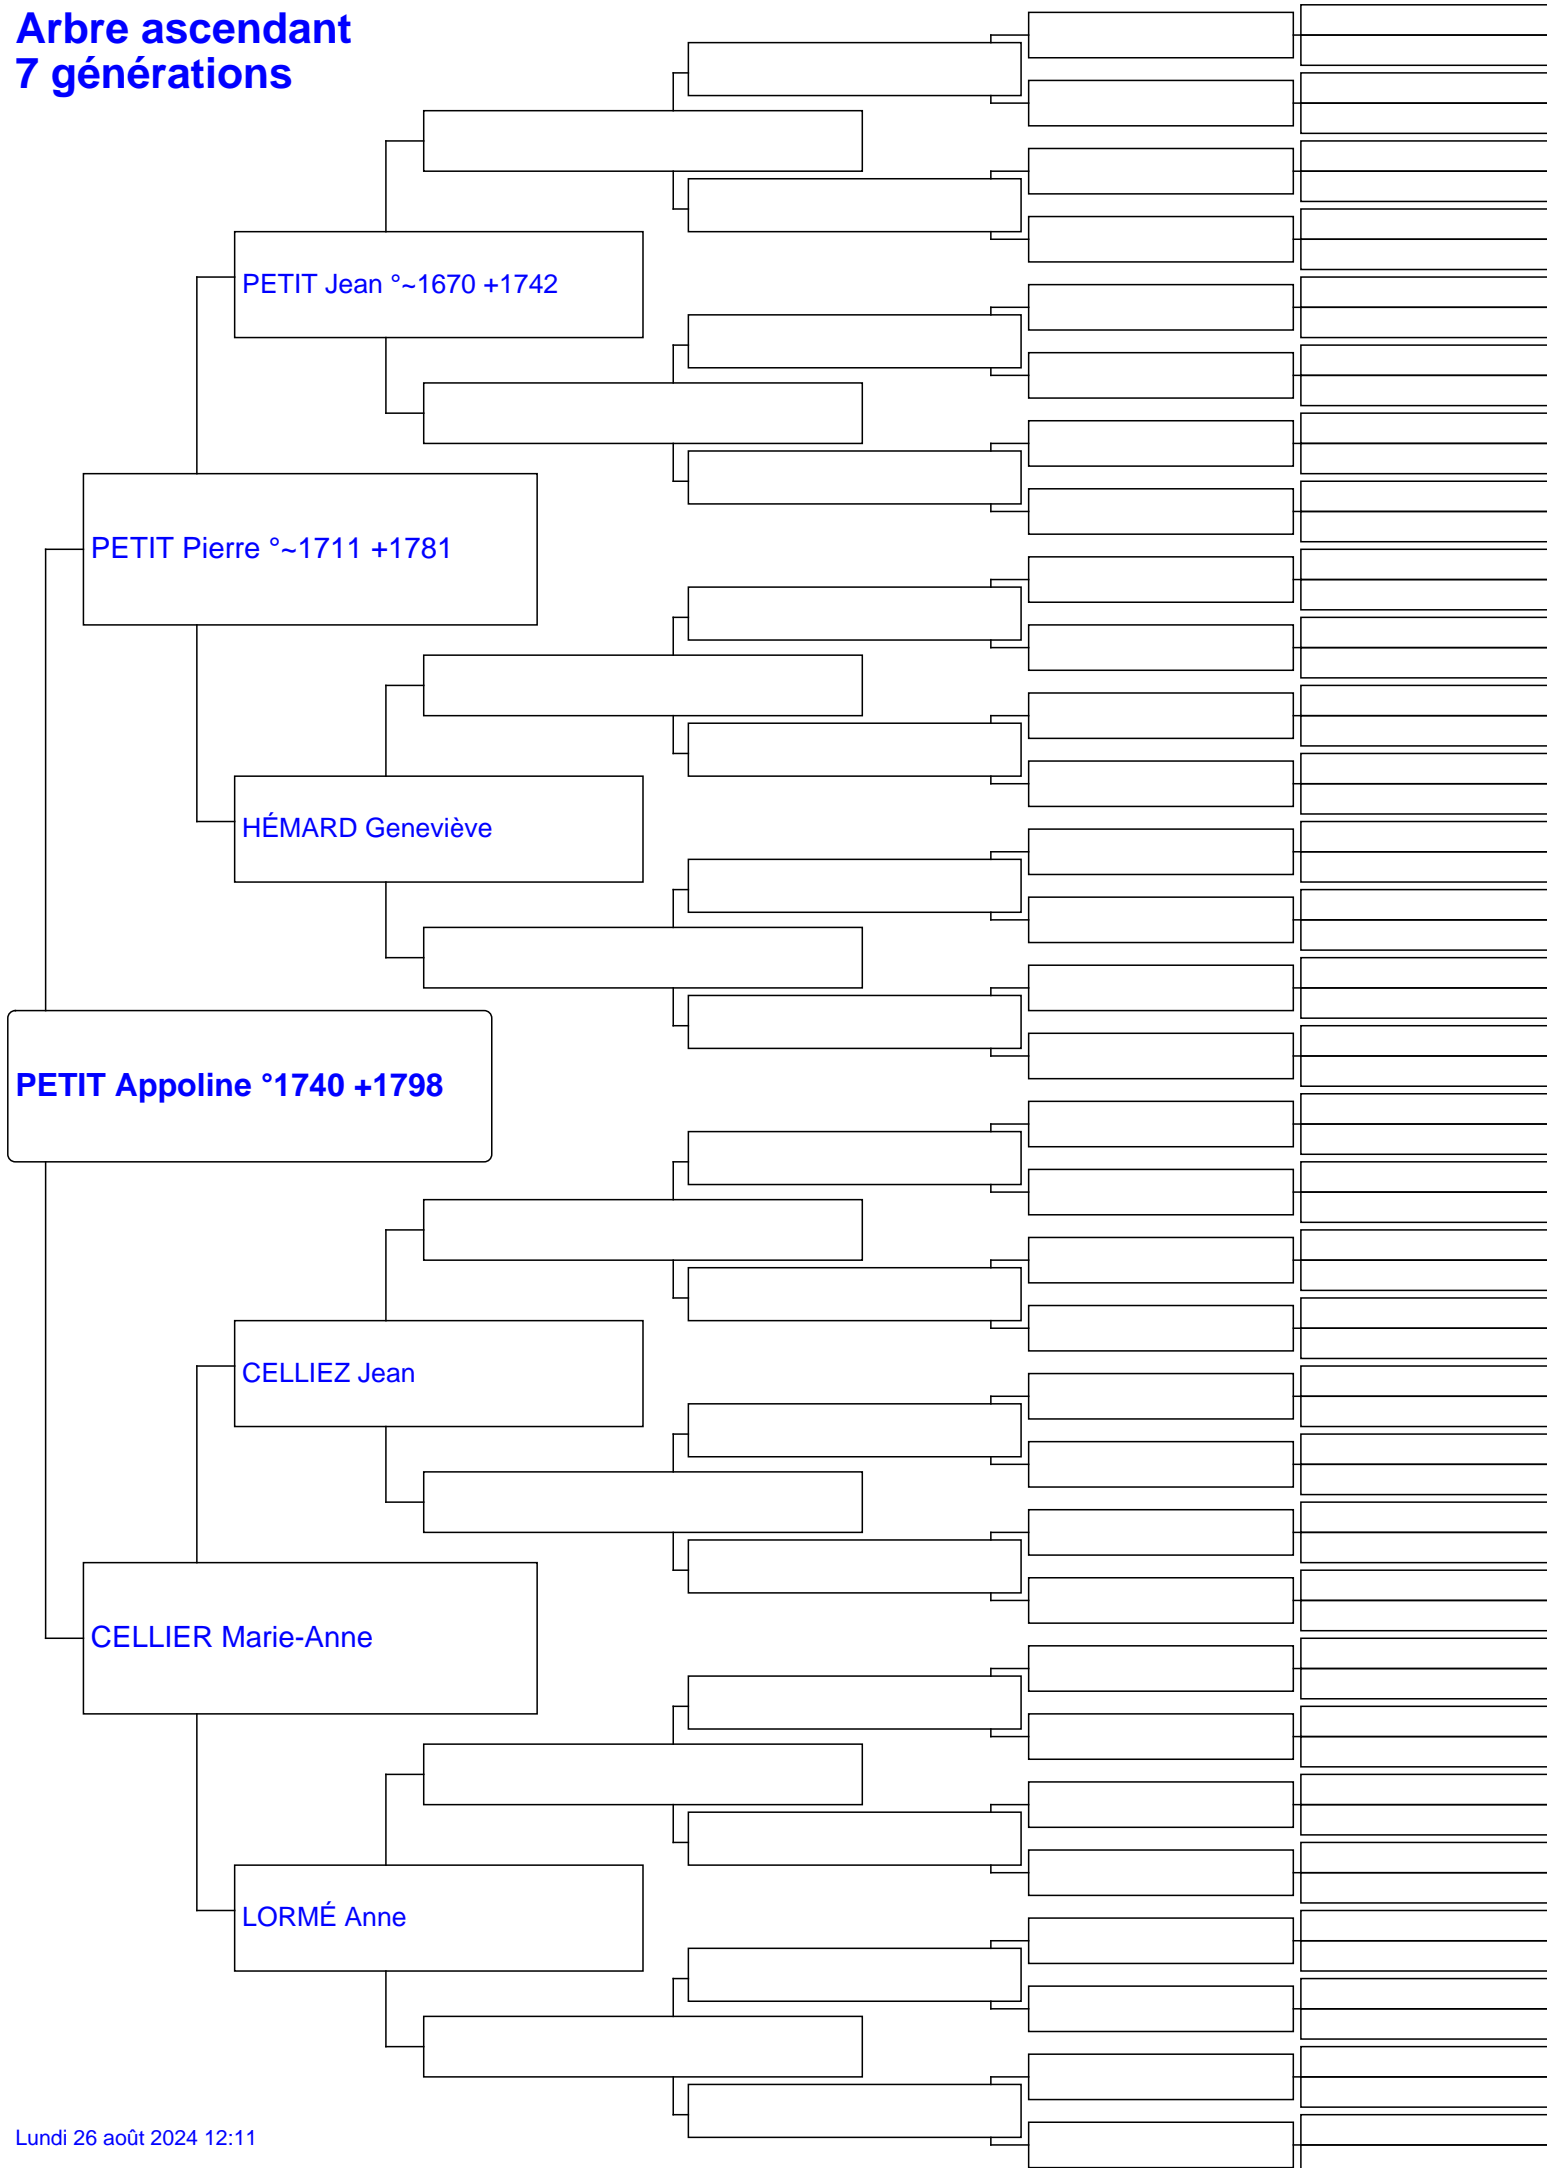 Arbre ascendant
7 générations
PETIT Jean °~1670 +1742
PETIT Pierre °~1711 +1781
HÉMARD Geneviève
PETIT Appoline °1740 +1798
CELLIEZ Jean
CELLIER Marie-Anne
LORMÉ Anne
Lundi 26 août 2024 12:11